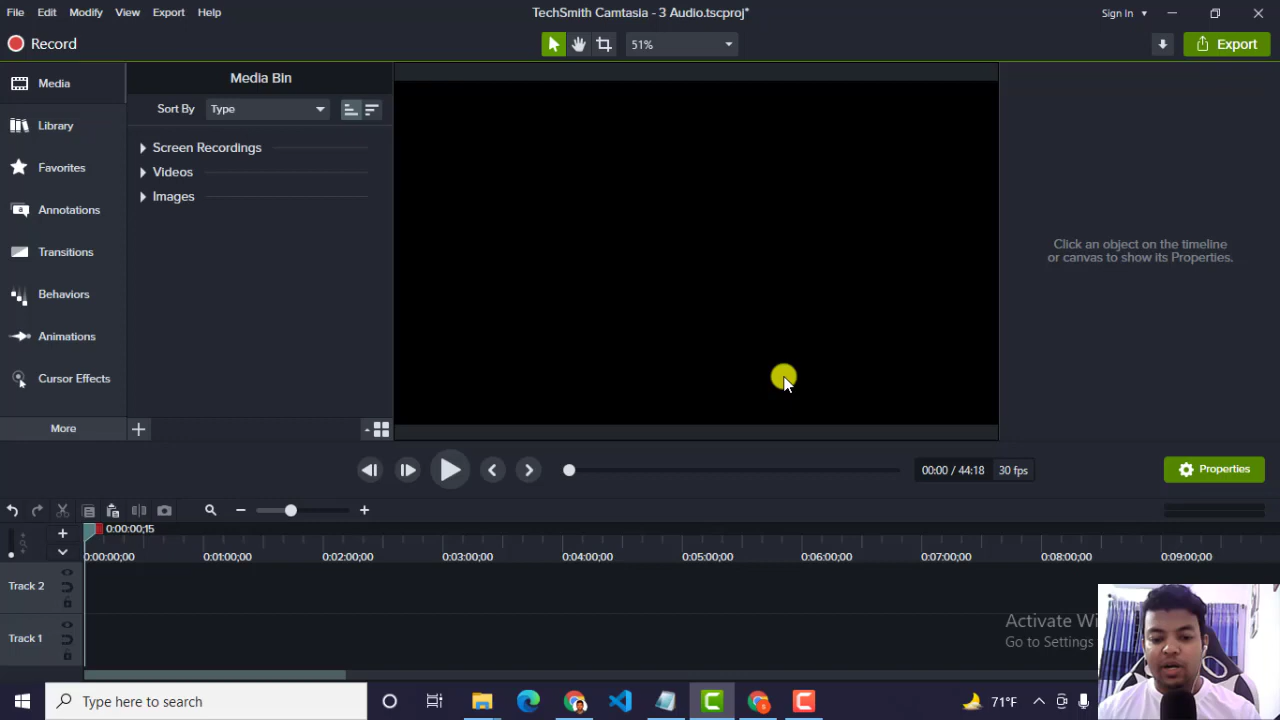 File Edit Modify View Export Help
TechSmith Camtasia - 3 Audio.tscproj*
Sign In
Record
51%
Export
Media
Library
Favorites
Annotations
Transitions
Behaviors
Animations
Cursor Effects
More
Media Bin
Sort By Type
Screen Recordings
Videos
Images
Click an object on the timeline
or canvas to show its Properties.
00:00 / 44:18 30 fps
Properties
0:00:00;15
0:00:00;00 0:01:00;00 0:02:00;00 0:03:00;00 0:04:00;00 0:05:00;00 0:06:00;00 0:07:00;00 0:08:00;00 0:09:00;00
Track 2
Track 1
Activate Wi
Go to Settings
Type here to search
71°F